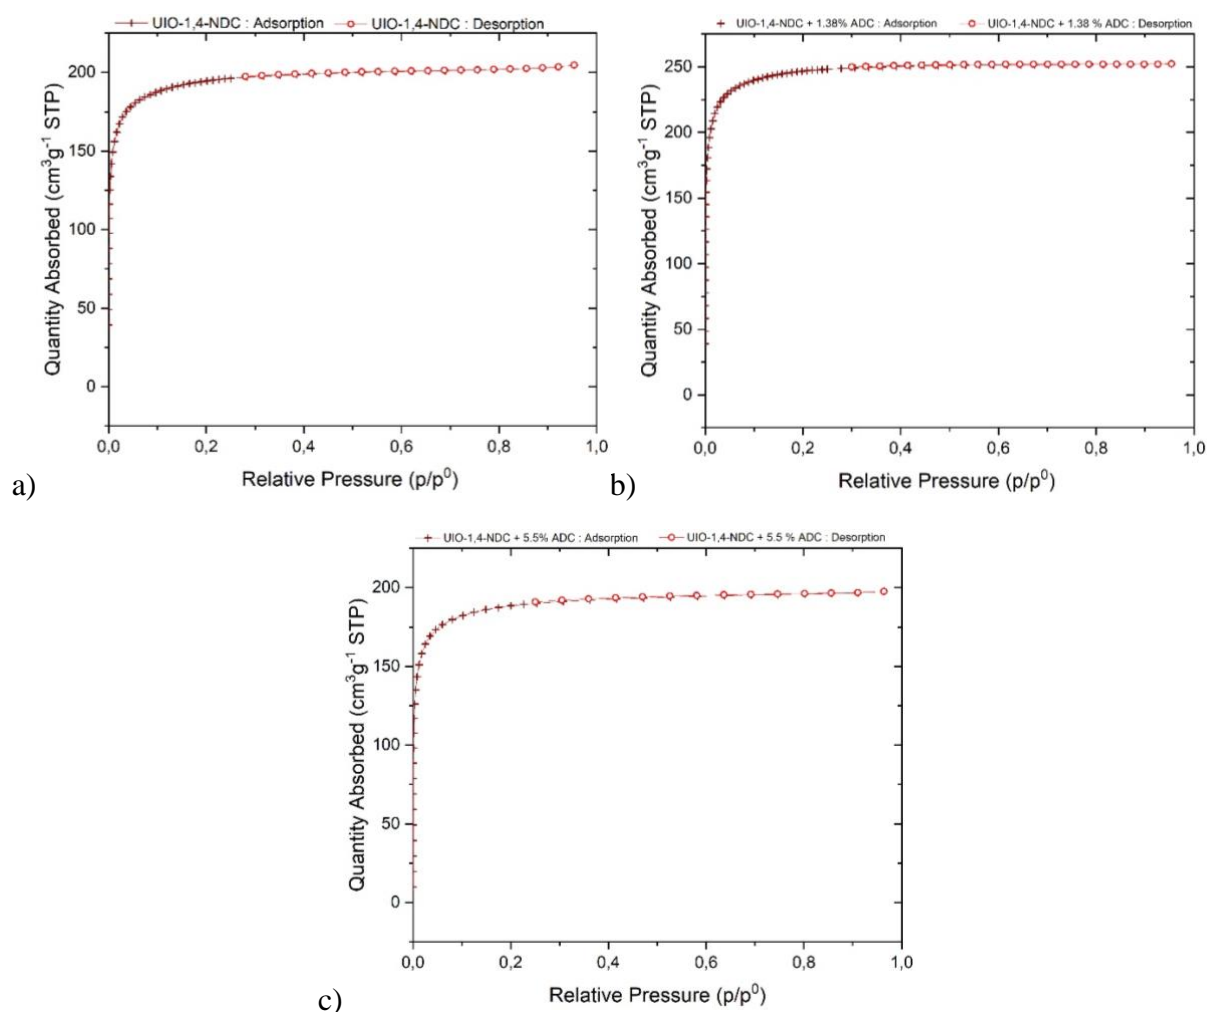 UIO-1,4-NDC : Adsorption UIO-1,4-NDC : Desorption
200
150
100
50
0
Quantity Absorbed (cm³g⁻¹ STP)
0,0 0,2 0,4 0,6 0,8 1,0
Relative Pressure (p/p⁰)
a)
UIO-1,4-NDC + 1.38% ADC : Adsorption UIO-1,4-NDC + 1.38 % ADC : Desorption
250
200
150
100
50
0
Quantity Absorbed (cm³g⁻¹ STP)
0,0 0,2 0,4 0,6 0,8 1,0
Relative Pressure (p/p⁰)
b)
UIO-1,4-NDC + 5.5% ADC : Adsorption UIO-1,4-NDC + 5.5 % ADC : Desorption
200
150
100
50
0
Quantity Absorbed (cm³g⁻¹ STP)
0,0 0,2 0,4 0,6 0,8 1,0
Relative Pressure (p/p⁰)
c)